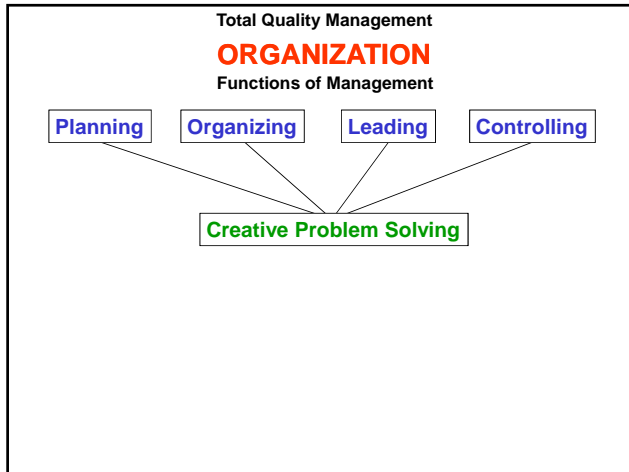 Total Quality Management
ORGANIZATION
Functions of Management
Planning Organizing Leading Controlling
Creative Problem Solving